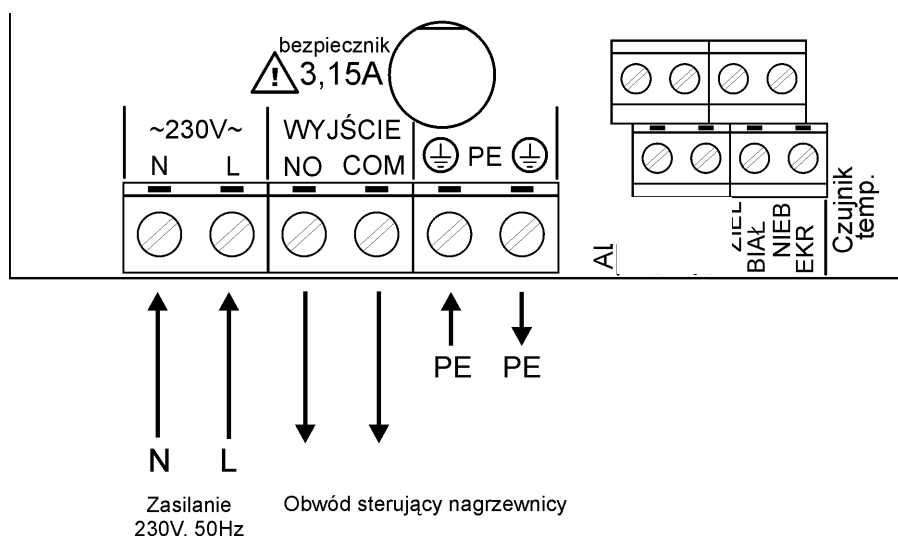 bezpiecznik
3,15A
~230V~
WYJŚCIE
N
L
NO
COM
PE
ZIEL
BIAŁ
NIEB
EKR
Czujnik
temp.
PE
PE
N
L
Zasilanie
230V, 50Hz
Obwód sterujący nagrzewnicy